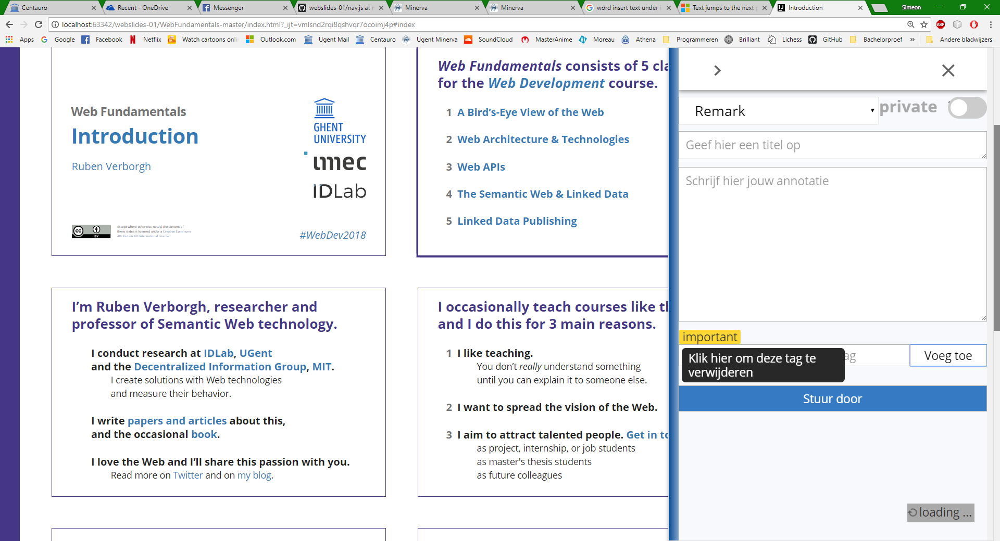 Centauro
Recent - OneDrive
Messenger
webslides-01/nav.js at
Minerva
Minerva
word insert text under
Text jumps to the next
Introduction
Simeon
localhost:63342/webslides-01/WebFundamentals-master/index.html?_ijt=vmlsnd2rqi8qshvqr7ocoimj4p#index
ABP
Apps
Google
Facebook
Netflix
Watch cartoons onli
Outlook.com
Ugent Mail
Centauro
Ugent Minerva
SoundCloud
MasterAnime
Moreau
Athena
Programmeren
Brilliant
Lichess
GitHub
Bachelorproef
»
Andere bladwijzers
Web Fundamentals
Introduction
Ruben Verborgh
GHENT
UNIVERSITY
imec
IDLab
CC BY
Except where otherwise noted, the content of
these slides is licensed under a Creative Commons
Attribution 4.0 International License.
#WebDev2018
Web Fundamentals consists of 5 cla
for the Web Development course.
1 A Bird’s-Eye View of the Web
2 Web Architecture & Technologies
3 Web APIs
4 The Semantic Web & Linked Data
5 Linked Data Publishing
I’m Ruben Verborgh, researcher and
professor of Semantic Web technology.
I conduct research at IDLab, UGent
and the Decentralized Information Group, MIT.
I create solutions with Web technologies
and measure their behavior.
I write papers and articles about this,
and the occasional book.
I love the Web and I’ll share this passion with you.
Read more on Twitter and on my blog.
I occasionally teach courses like th
and I do this for 3 main reasons.
1 I like teaching.
You don’t really understand something
until you can explain it to someone else.
2 I want to spread the vision of the Web.
3 I aim to attract talented people. Get in to
as project, internship, or job students
as master's thesis students
as future colleagues
Remark
private
Geef hier een titel op
Schrijf hier jouw annotatie
important
Klik hier om deze tag te
verwijderen
ag
Voeg toe
Stuur door
loading ...